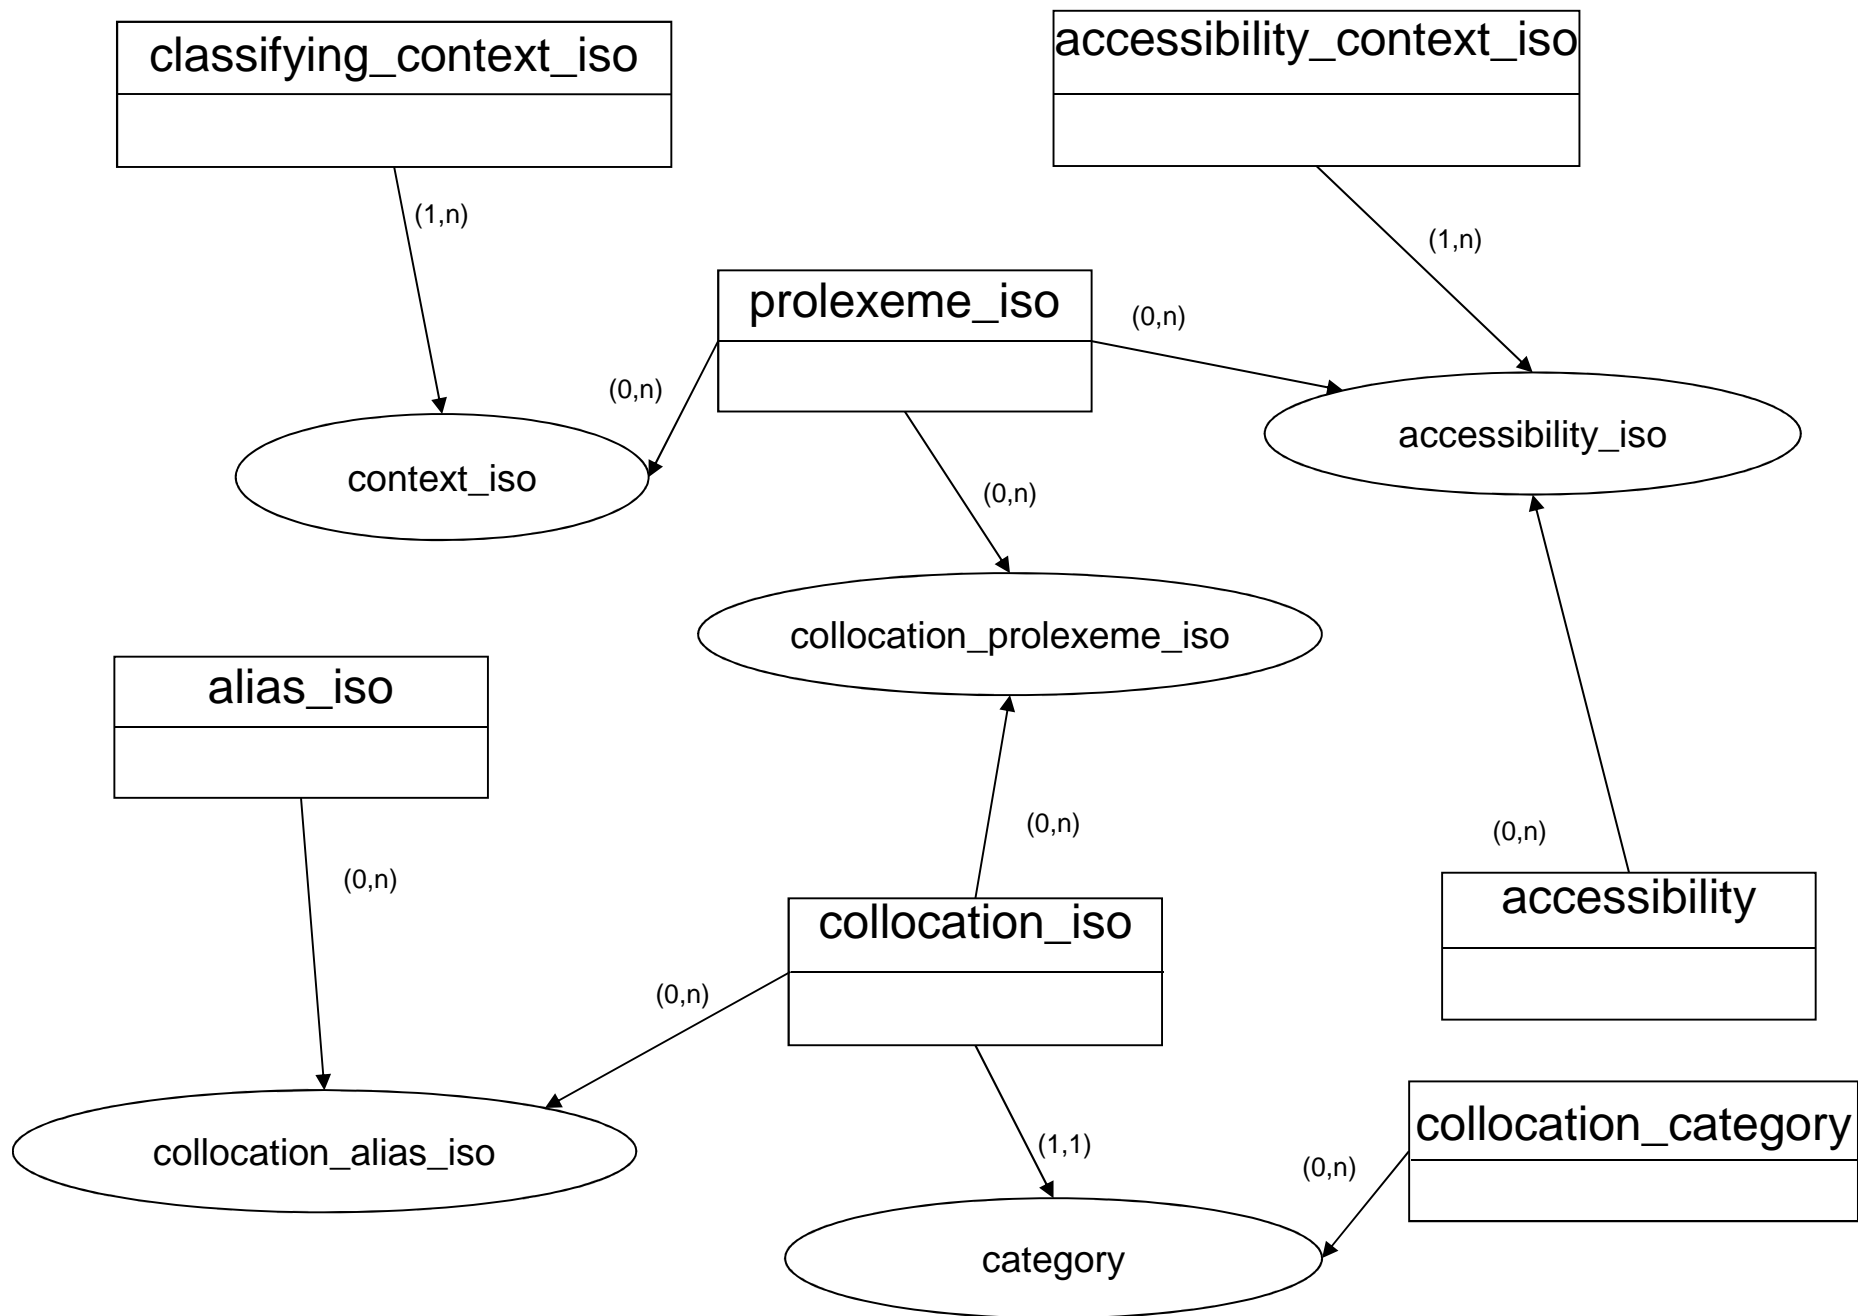 classifying_context_iso
accessibility_context_iso
(1,n)
(1,n)
prolexeme_iso
(0,n)
(0,n)
accessibility_iso
context_iso
(0,n)
collocation_prolexeme_iso
alias_iso
(0,n)
(0,n)
(0,n)
accessibility
collocation_iso
(0,n)
collocation_category
(1,1)
(0,n)
collocation_alias_iso
category